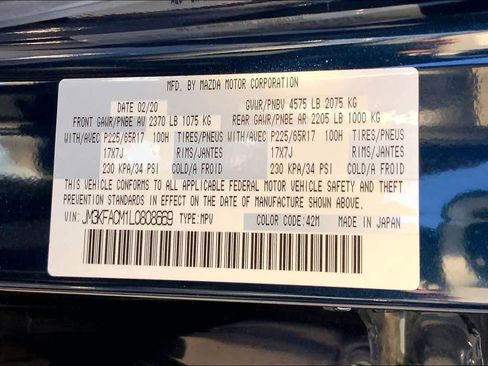 MFD. BY MAZDA MOTOR CORPORATION
DATE 02/20 GVWR/PNBV 4575 LB 2075 KG
FRONT GAWR/PNBE AV 2370 LB 1075 KG REAR GAWR/PNBE AR 2205 LB 1000 KG
WITH/AVEC P225/65R17 100H TIRES/PNEUS WITH/AVEC P225/65R17 100H TIRES/PNEUS
17X7J RIMS/JANTES 17X7J RIMS/JANTES
230 KPA/34 PSI COLD/A FROID 230 KPA/34 PSI COLD/A FROID
THIS VEHICLE CONFORMS TO ALL APPLICABLE FEDERAL MOTOR VEHICLE SAFETY AND THEFT
PREVENTION STANDARDS IN EFFECT ON THE DATE OF MANUFACTURE SHOWN ABOVE.
VIN: JM3KFACM1L0808669 TYPE: MPV COLOR CODE: 42M MADE IN JAPAN